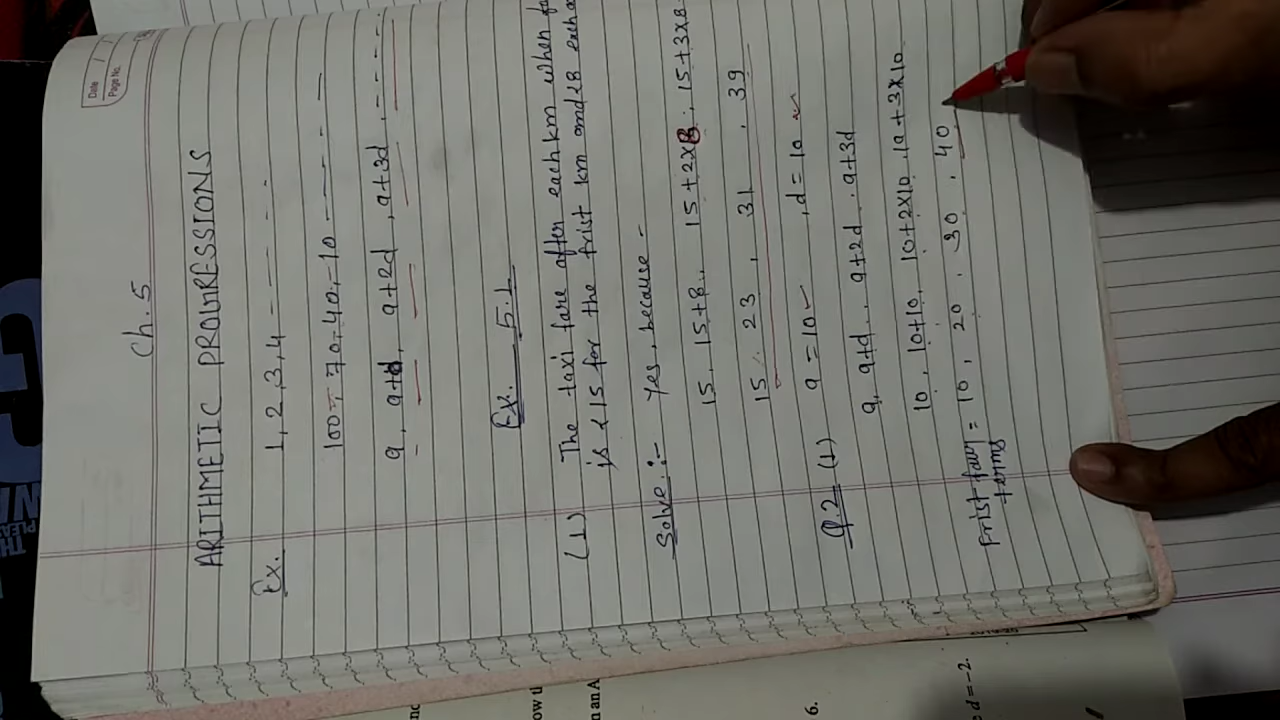 Date / /
Page No.
Ch. 5
ARITHMETIC PROGRESSIONS
Ex. 1, 2, 3, 4 - - - - -
100, 70, 40, 10 - - - -
a, a+d, a+2d, a+3d, - - - - -
Ex. 5.1
(1) The taxi fare after each km when
is ₹ 15 for the frist km and ₹ 8 each
Solve :- Yes, because -
15, 15+8, 15+2×8, 15+3×8
15, 23, 31, 39
Q.2 (1) a = 10, d = 10
a, a+d, a+2d, a+3d
10, 10+10, 10+2×10, 10+3×10
Frist four terms = 10, 20, 30, 40
6.
d = -2.